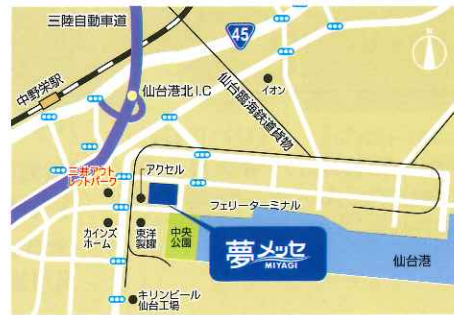 三陸自動車道
45
中野栄駅
仙台港北I.C
イオン
仙台臨海鉄道貨物
三井アウト
レットパーク
アクセル
フェリーターミナル
カインズ
ホーム
東洋
製罐
中央
公園
夢メッセ
MIYAGI
仙台港
キリンビール
仙台工場